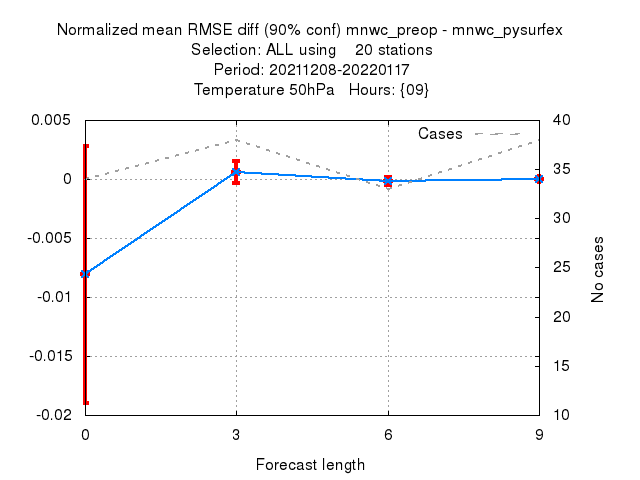 Normalized mean RMSE diff (90% conf) mnwc_preop - mnwc_pysurfex
Selection: ALL using    20 stations
Period: 20211208-20220117
Temperature 50hPa   Hours: {09}
0.005
0
-0.005
-0.01
-0.015
-0.02
Cases
40
35
30
25
20
15
10
No cases
0 3 6 9
Forecast length